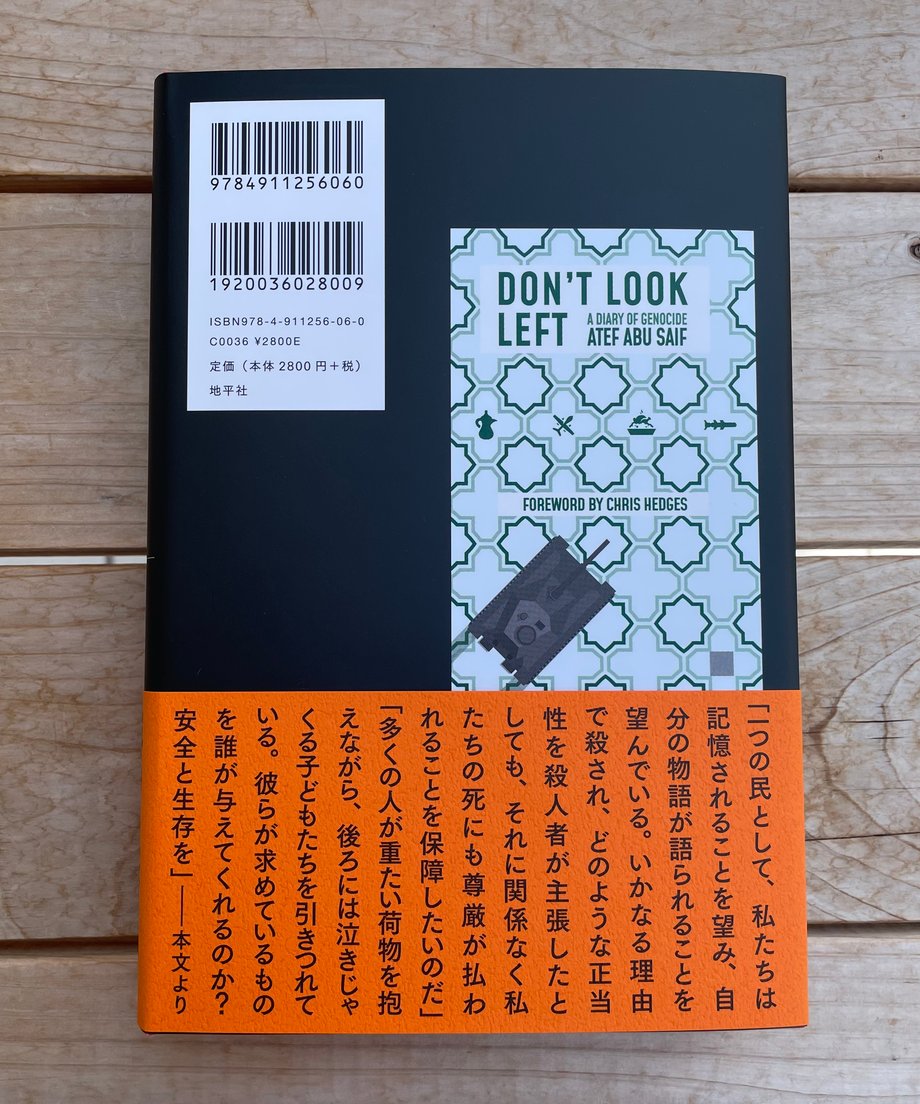 9784911256060
1920036028009
ISBN978-4-911256-06-0
C0036 ¥2800E
定価（本体2800円＋税）
地平社
DON'T LOOK
LEFT
A DIARY OF GENOCIDE
ATEF ABU SAIF
FOREWORD BY CHRIS HEDGES
「一つの民として、私たちは
記憶されることを望み、自
分の物語が語られることを
望んでいる。いかなる理由
で殺され、どのような正当
性を殺人者が主張したと
しても、それに関係なく私
たちの死にも尊厳が払わ
れることを保障したいのだ」
「多くの人が重たい荷物を抱
えながら、後ろには泣きじゃ
くる子どもたちを引きつれて
いる。彼らが求めているもの
を誰が与えてくれるのか？
安全と生存を」——本文より